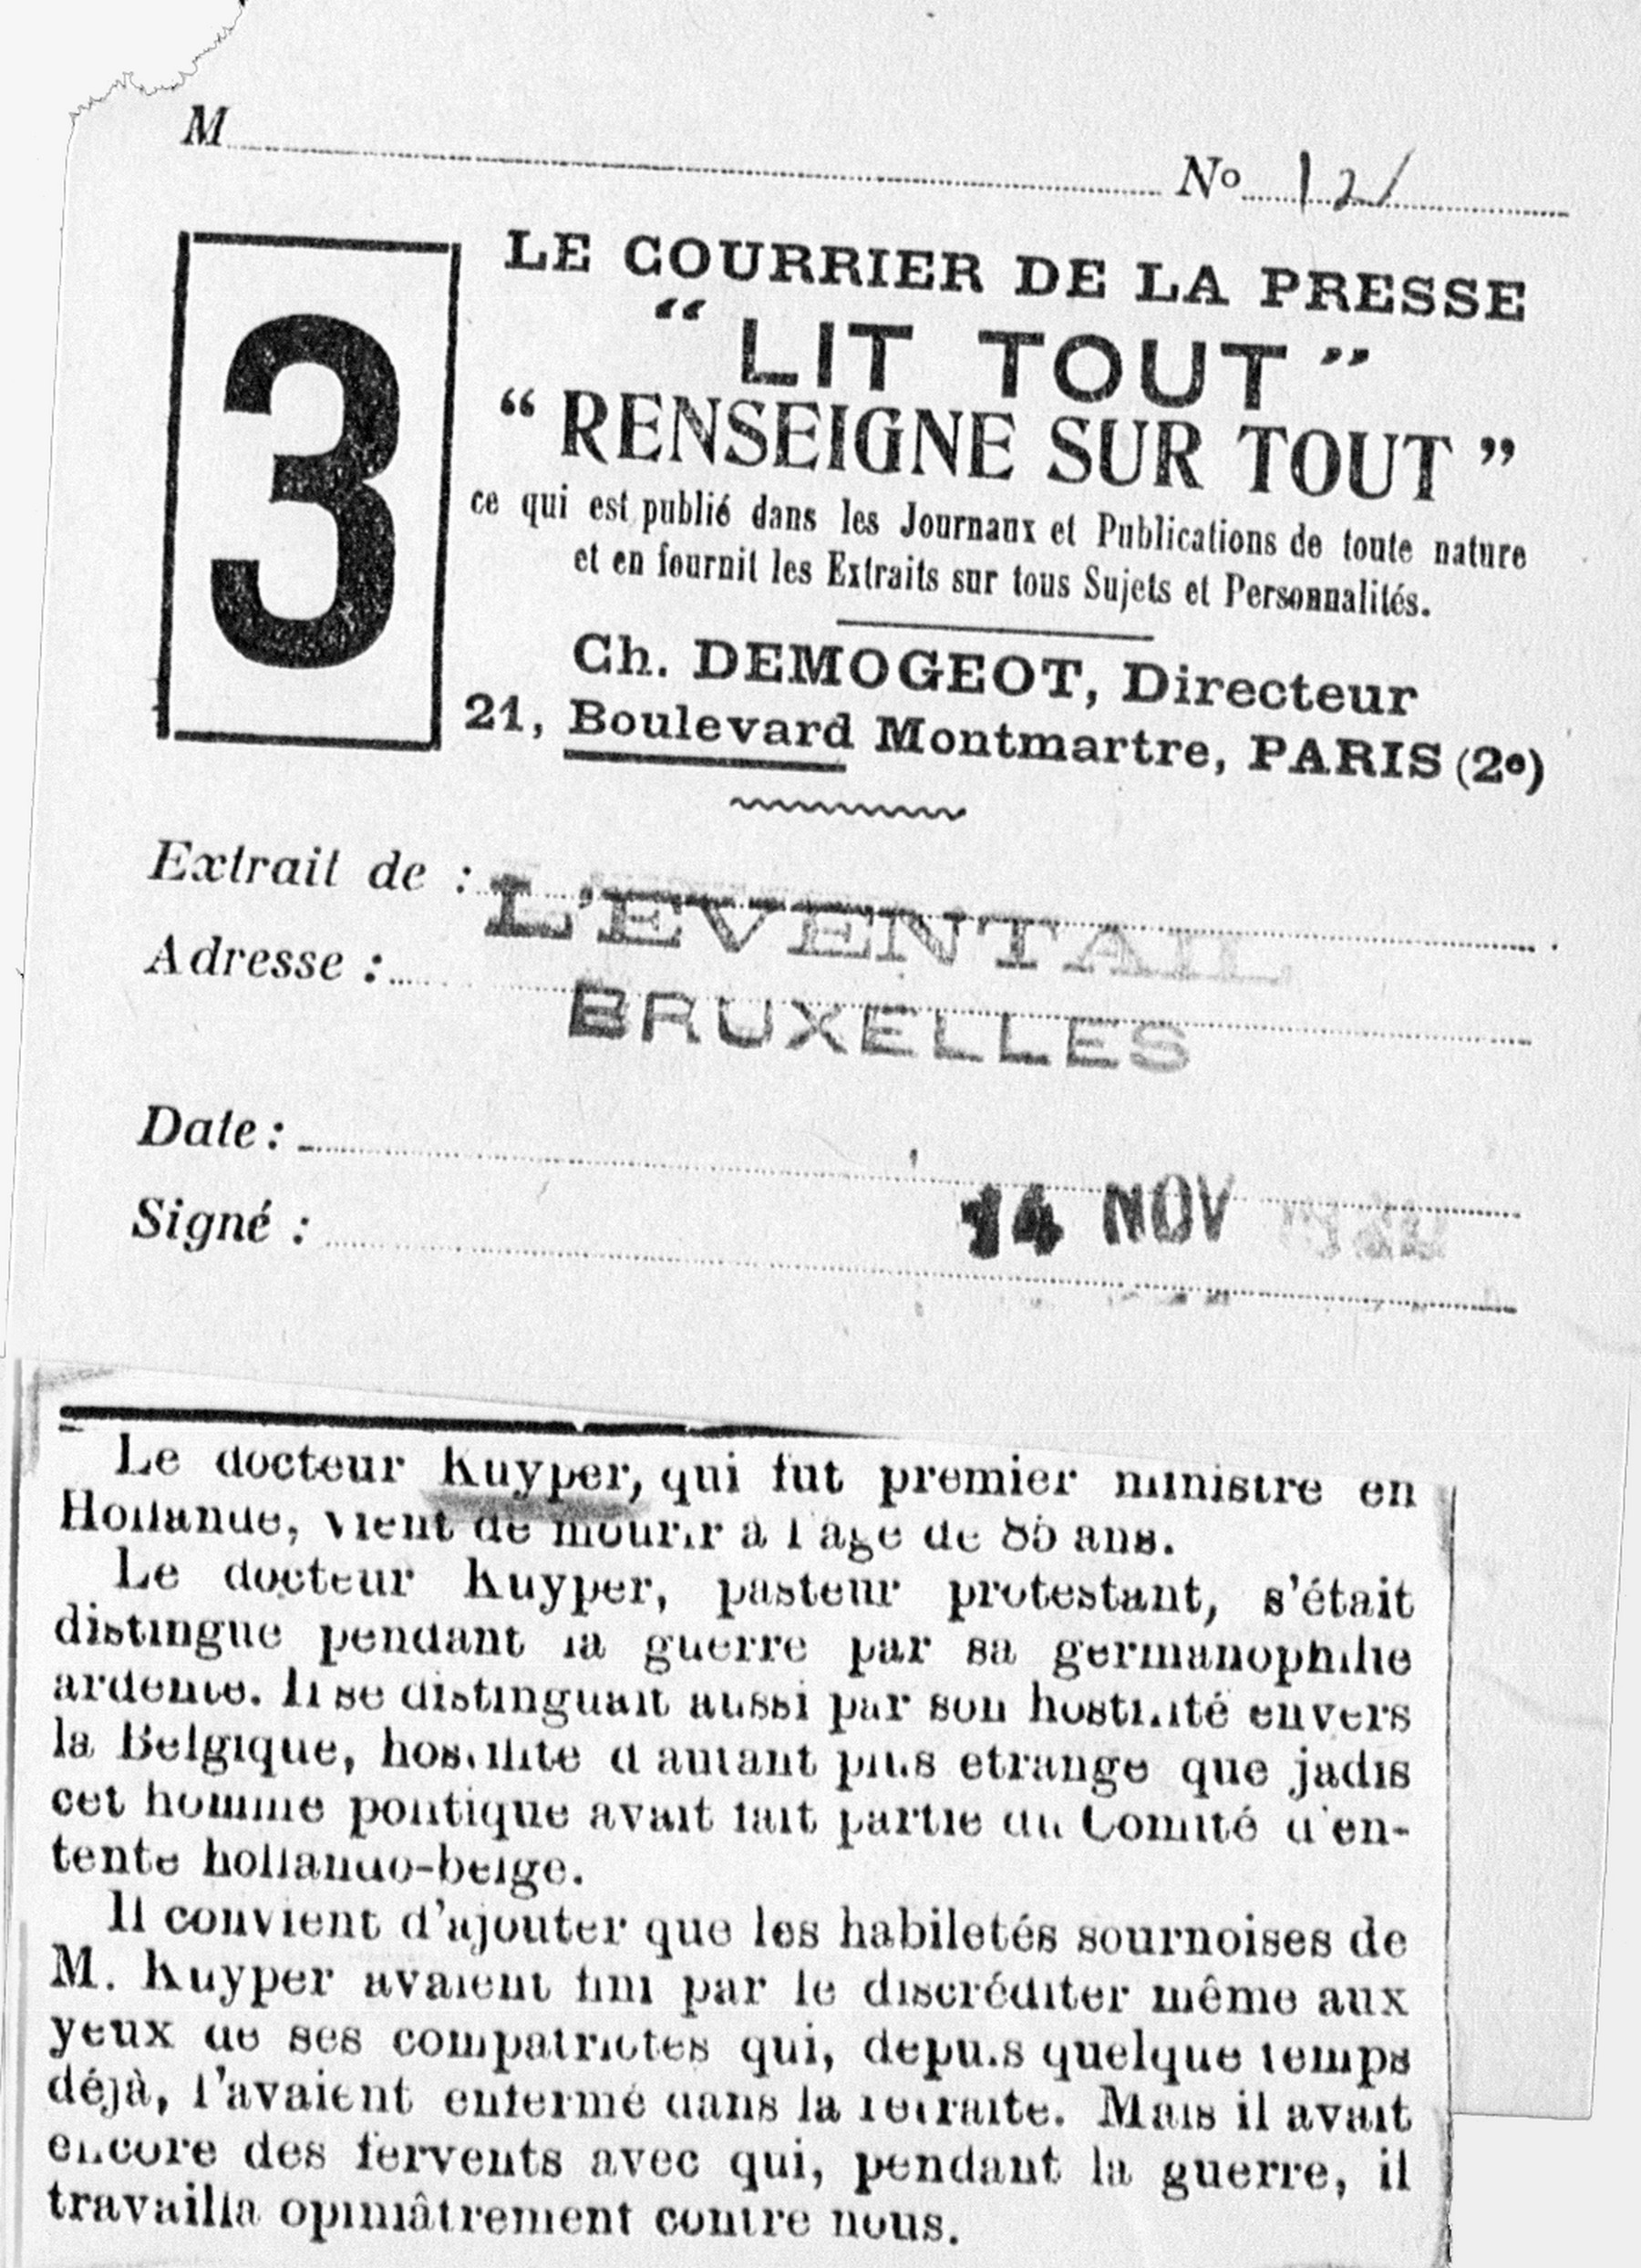 M
No 121
3
LE COURRIER DE LA PRESSE
“ LIT TOUT ”
“ RENSEIGNE SUR TOUT ”
ce qui est publié dans les Journaux et Publications de toute nature
et en fournit les Extraits sur tous Sujets et Personnalités.
Ch. DEMOGEOT, Directeur
21, Boulevard Montmartre, PARIS (2e)
Extrait de : L'EVENTAIL
Adresse : BRUXELLES
Date :
14 NOV
Signé :
Le docteur Kuyper, qui fut premier ministre en
Hollande, vient de mourir à l'âge de 85 ans.
Le docteur Kuyper, pasteur protestant, s'était
distingué pendant la guerre par sa germanophilie
ardente. Il se distinguait aussi par son hostilité envers
la Belgique, hostilité d'autant plus étrange que jadis
cet homme politique avait fait partie du Comité d'en-
tente hollando-belge.
Il convient d'ajouter que les habiletés sournoises de
M. Kuyper avaient fini par le discréditer même aux
yeux de ses compatriotes qui, depuis quelque temps
déjà, l'avaient enfermé dans la retraite. Mais il avait
encore des fervents avec qui, pendant la guerre, il
travailla opiniâtrement contre nous.